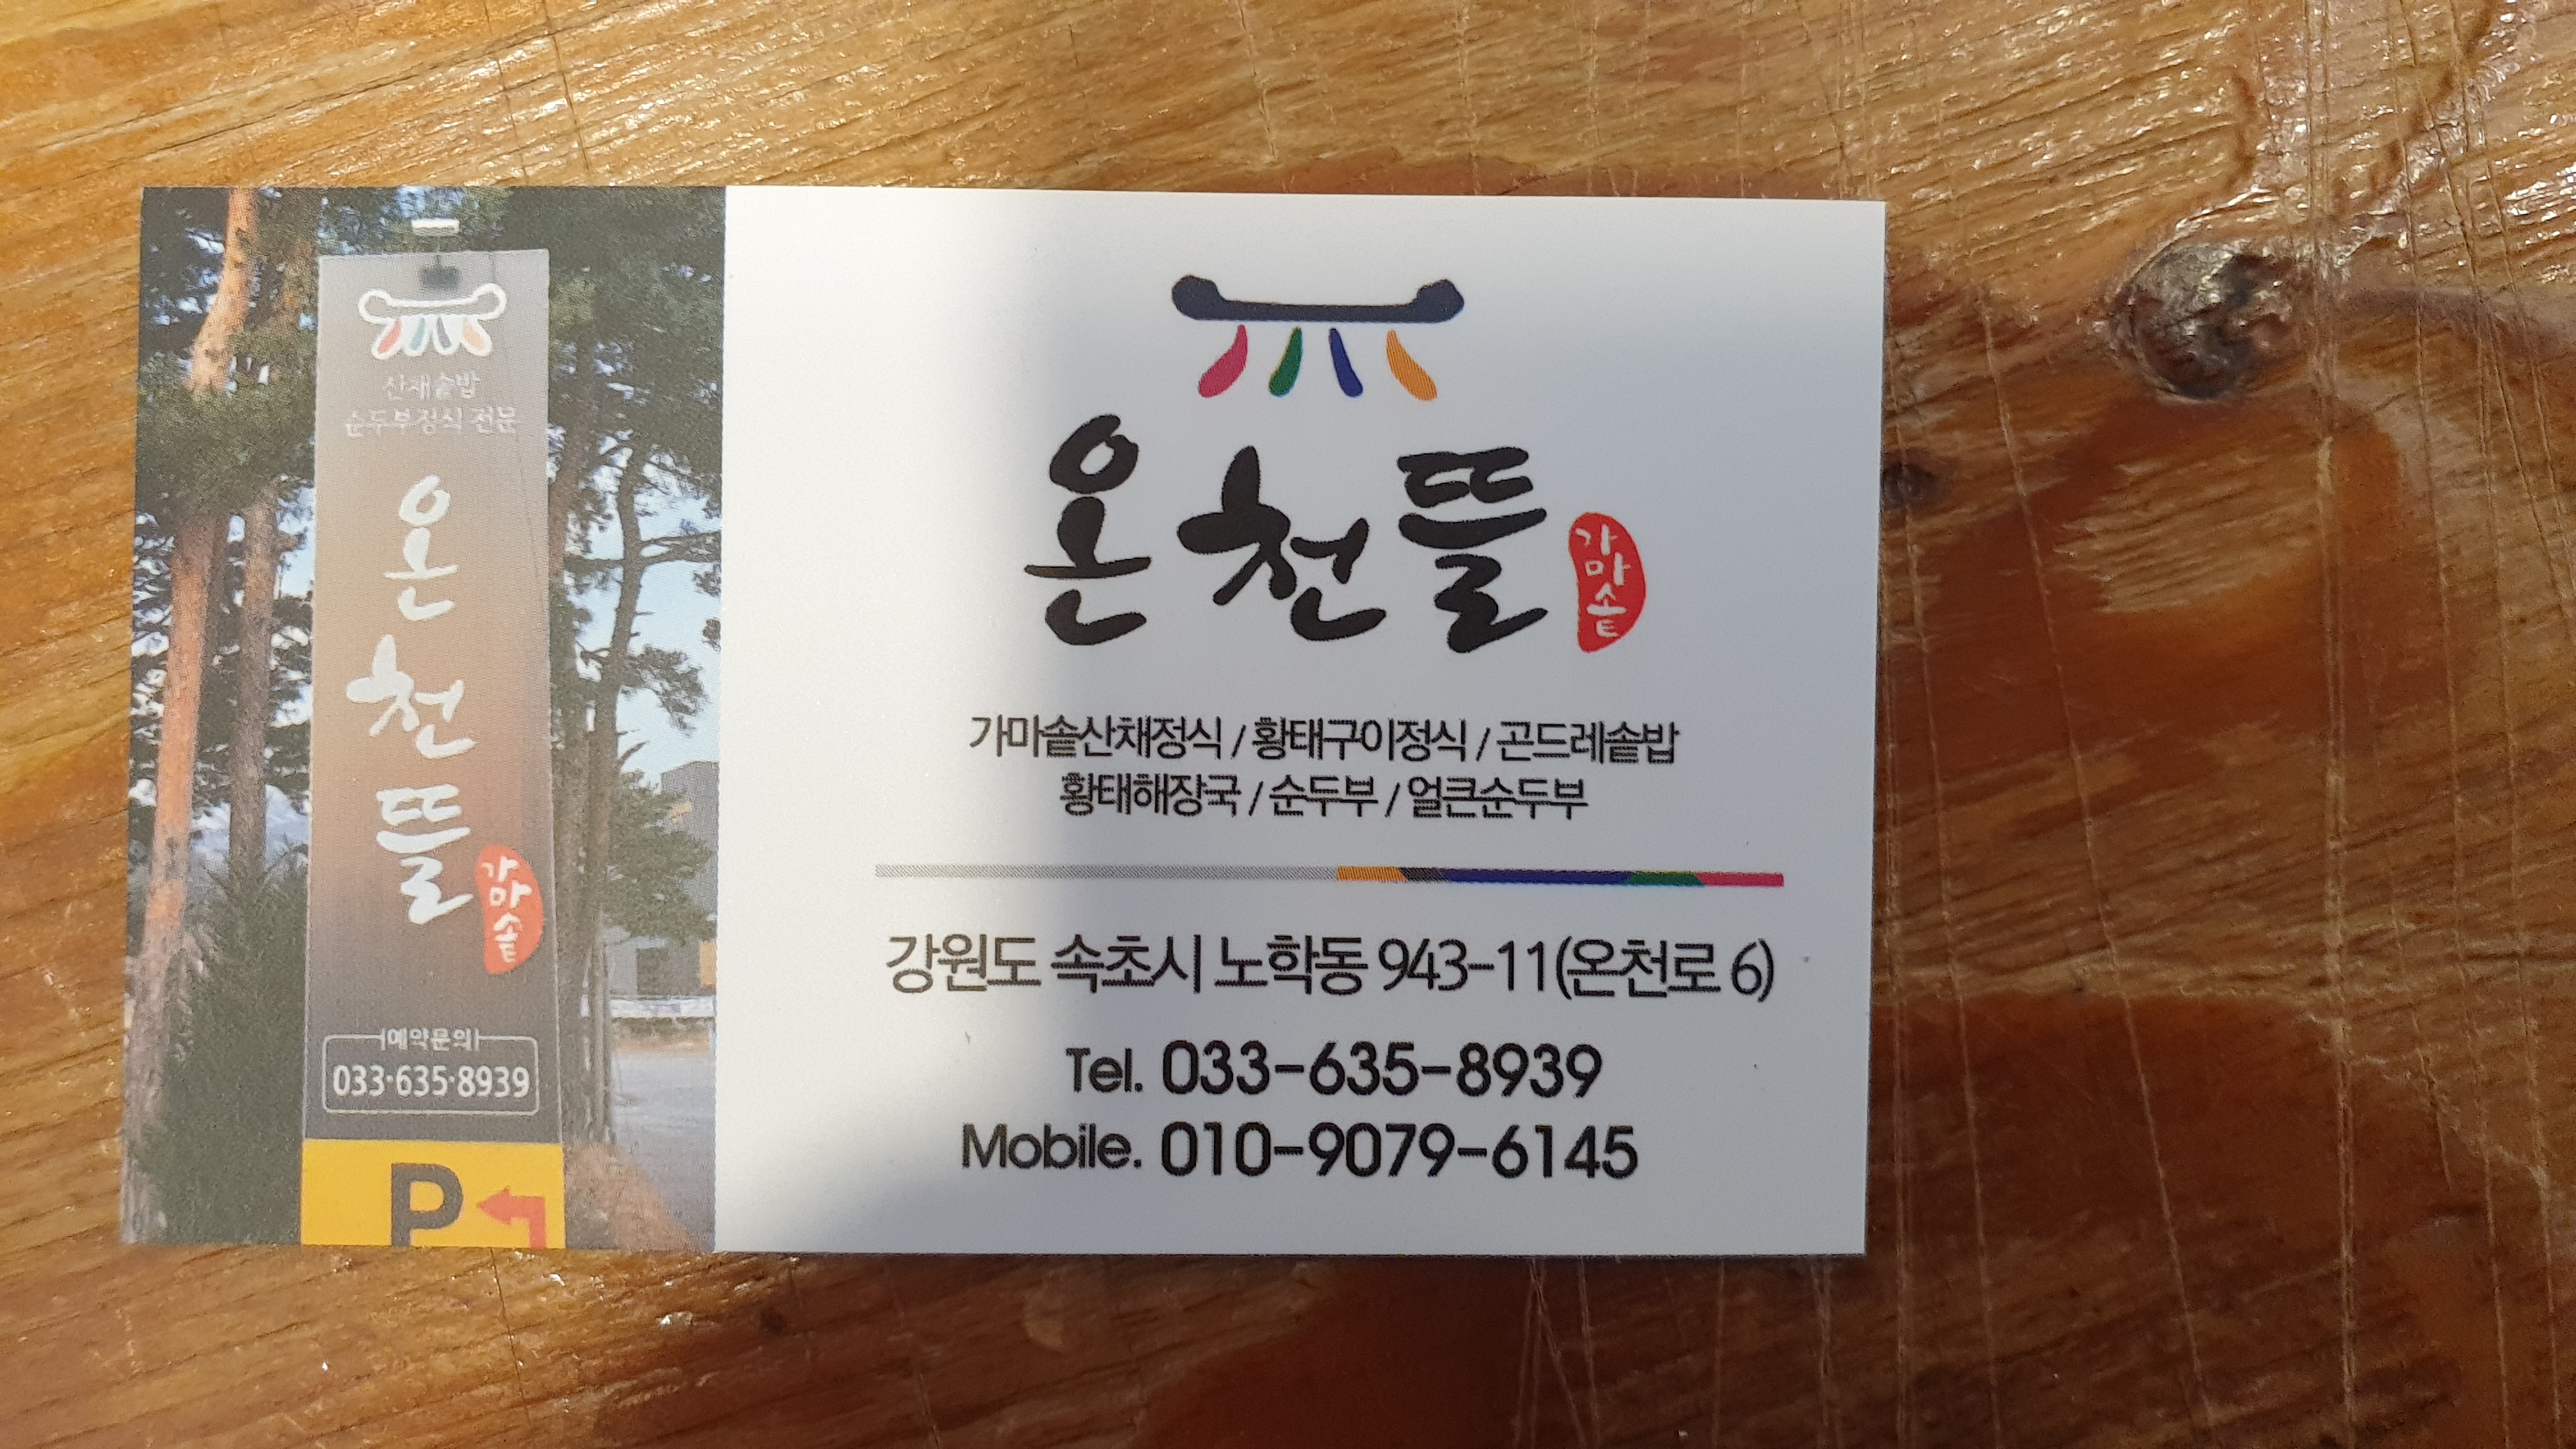 산채솥밥
순두부정식 전문
온천뜰
가마솥
예약문의
033·635·8939
P
온천뜰
가마솥
가마솥산채정식 / 황태구이정식 / 곤드레솥밥
황태해장국 / 순두부 / 얼큰순두부
강원도 속초시 노학동 943-11(온천로 6)
Tel. 033-635-8939
Mobile. 010-9079-6145